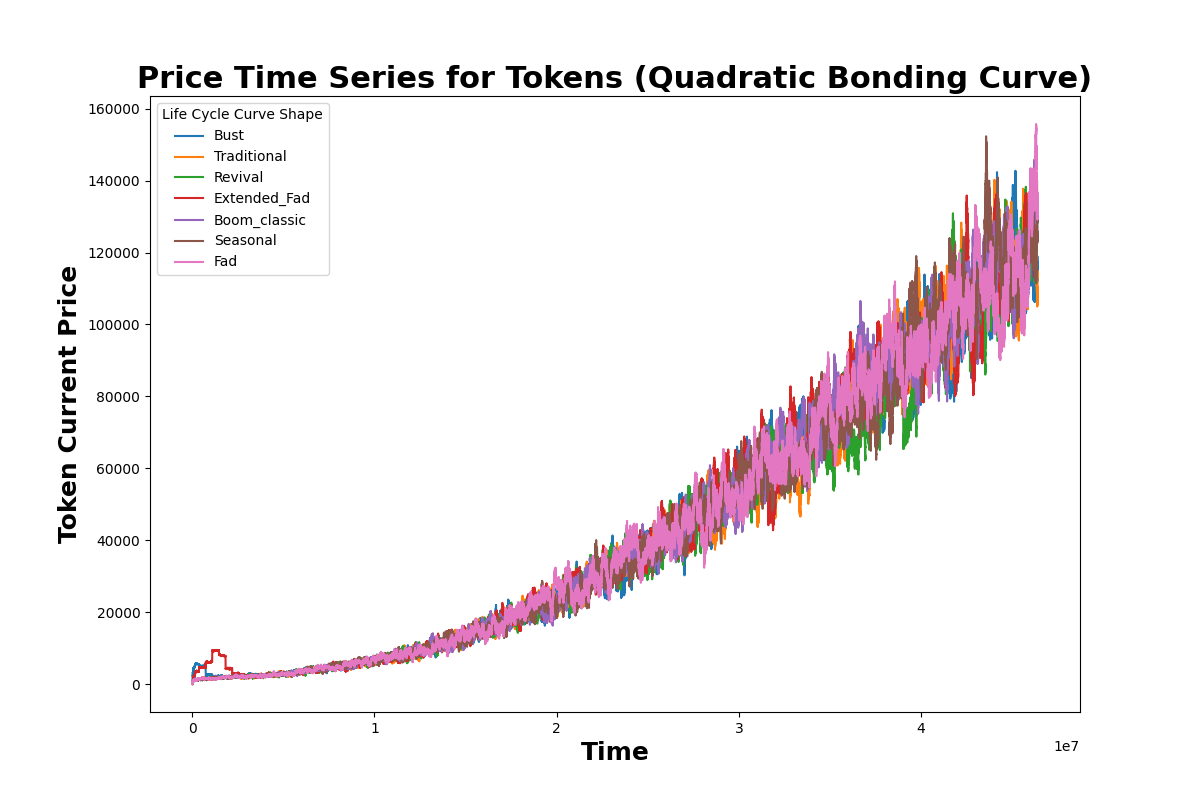 Price Time Series for Tokens (Quadratic Bonding Curve)
Life Cycle Curve Shape
Bust
Traditional
Revival
Extended_Fad
Boom_classic
Seasonal
Fad
160000
140000
120000
100000
80000
60000
40000
20000
0
Token Current Price
0 1 2 3 4
1e7
Time